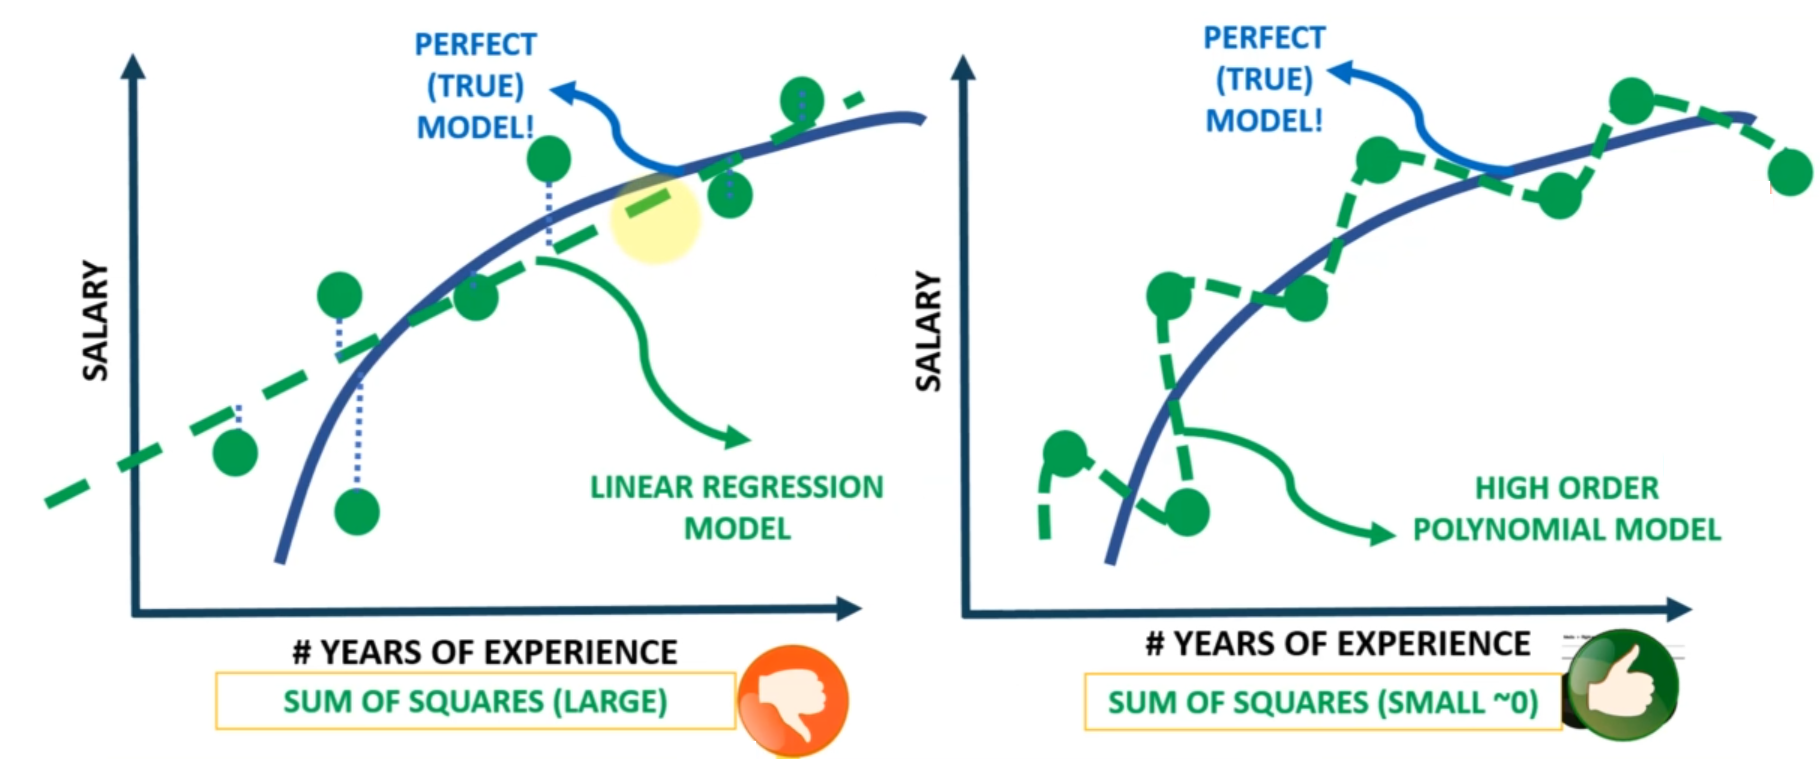 PERFECT
(TRUE)
MODEL!
SALARY
LINEAR REGRESSION
MODEL
# YEARS OF EXPERIENCE
SUM OF SQUARES (LARGE)
PERFECT
(TRUE)
MODEL!
SALARY
HIGH ORDER
POLYNOMIAL MODEL
# YEARS OF EXPERIENCE
SUM OF SQUARES (SMALL ~0)